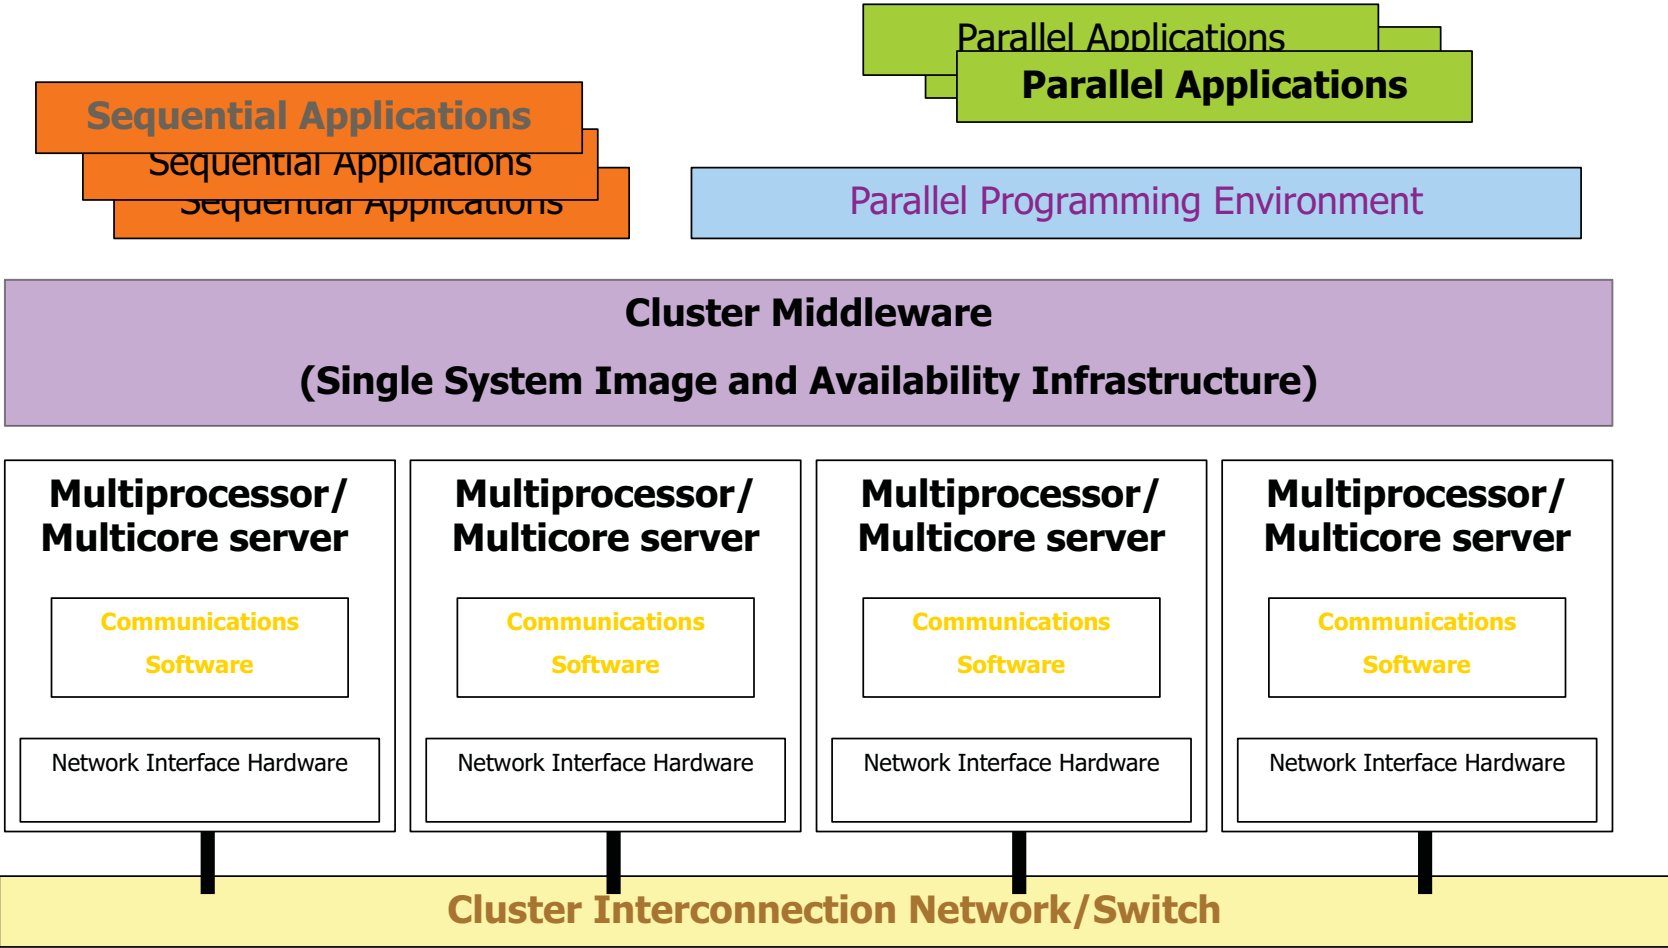 Parallel Applications
Parallel Applications
Sequential Applications
Sequential Applications
Sequential Applications
Parallel Programming Environment
Cluster Middleware
(Single System Image and Availability Infrastructure)
Multiprocessor/
Multicore server
Communications
Software
Network Interface Hardware
Multiprocessor/
Multicore server
Communications
Software
Network Interface Hardware
Multiprocessor/
Multicore server
Communications
Software
Network Interface Hardware
Multiprocessor/
Multicore server
Communications
Software
Network Interface Hardware
Cluster Interconnection Network/Switch